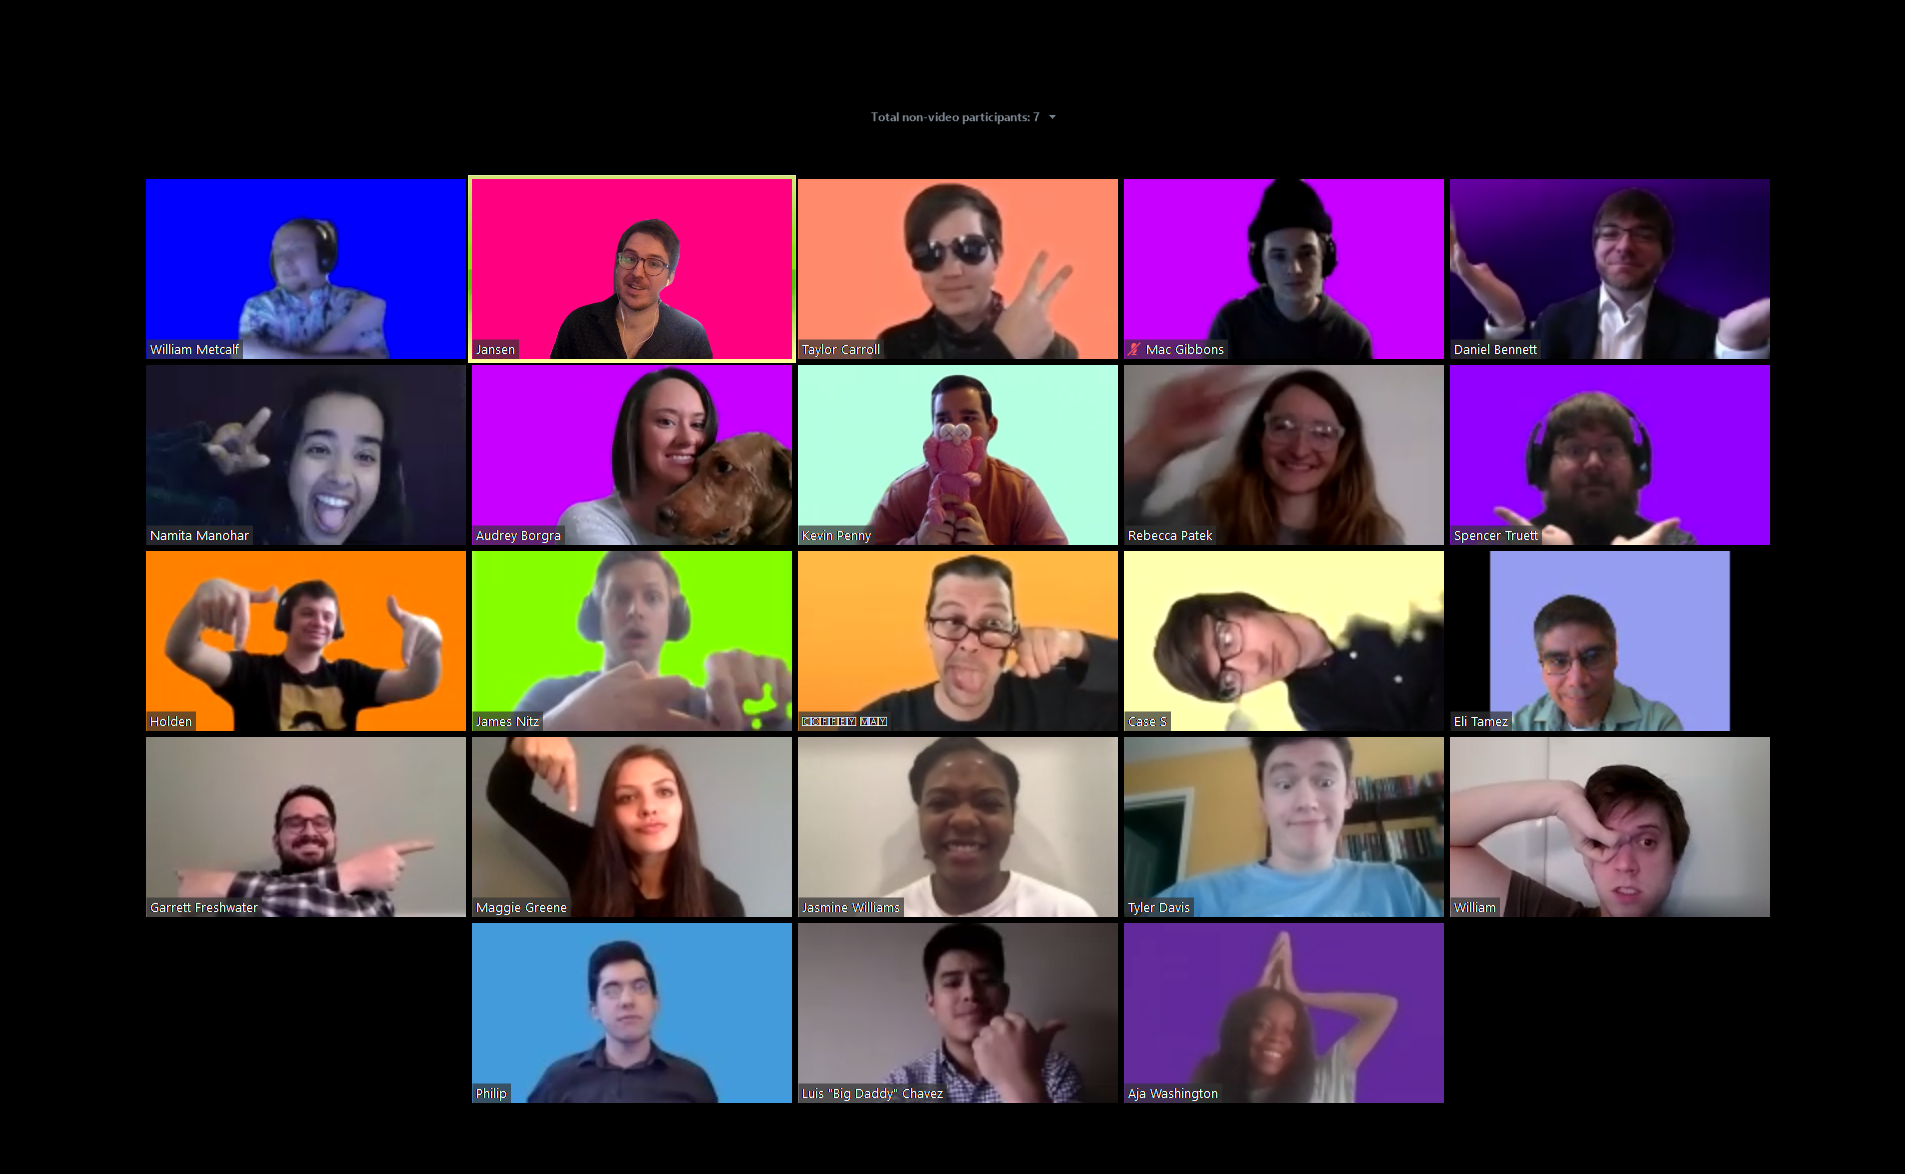 Total non-video participants: 7
William Metcalf
Jansen
Taylor Carroll
Mac Gibbons
Daniel Bennett
Namita Manohar
Audrey Borgra
Kevin Penny
Rebecca Patek
Spencer Truett
Holden
James Nitz
COFFEY MAY
Case S
Eli Tamez
Garrett Freshwater
Maggie Greene
Jasmine Williams
Tyler Davis
William
Philip
Luis "Big Daddy" Chavez
Aja Washington